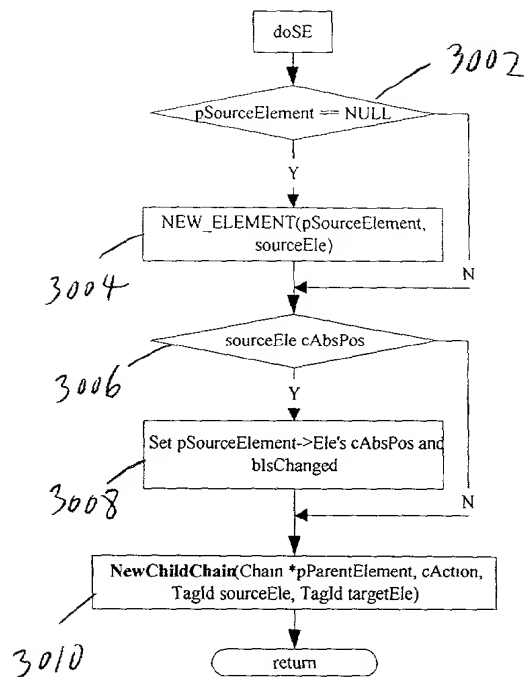 doSE
3002
pSourceElement == NULL
Y
NEW_ELEMENT(pSourceElement,
sourceEle)
3004
N
sourceEle cAbsPos
3006
Y
Set pSourceElement->Ele's cAbsPos and
bIsChanged
3008
N
NewChildChain(Chain *pParentElement, cAction,
TagId sourceEle, TagId targetEle)
3010
return